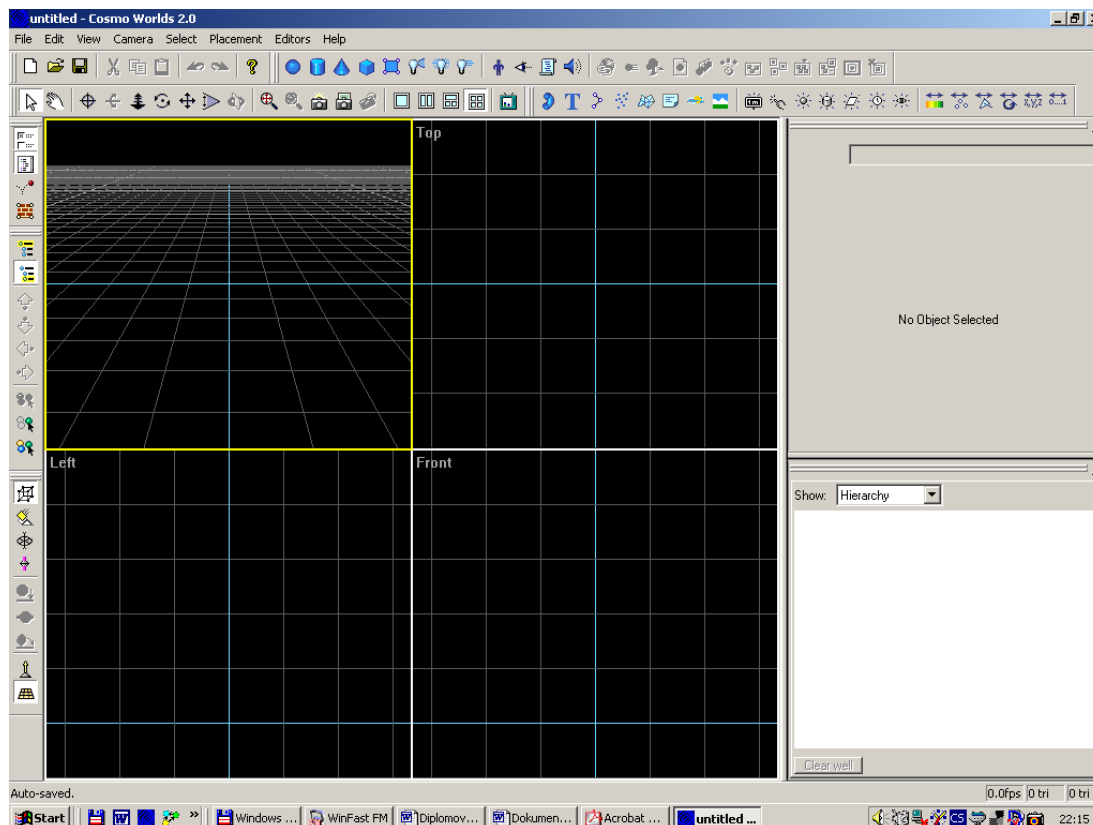 untitled - Cosmo Worlds 2.0
File Edit View Camera Select Placement Editors Help
Top
No Object Selected
Left
Front
Show: Hierarchy
Clear well
Auto-saved.
0.0fps 0 tri 0 tri
Start Windows ... WinFast FM Diplomov... Dokumen... Acrobat ... untitled ... CS 22:15